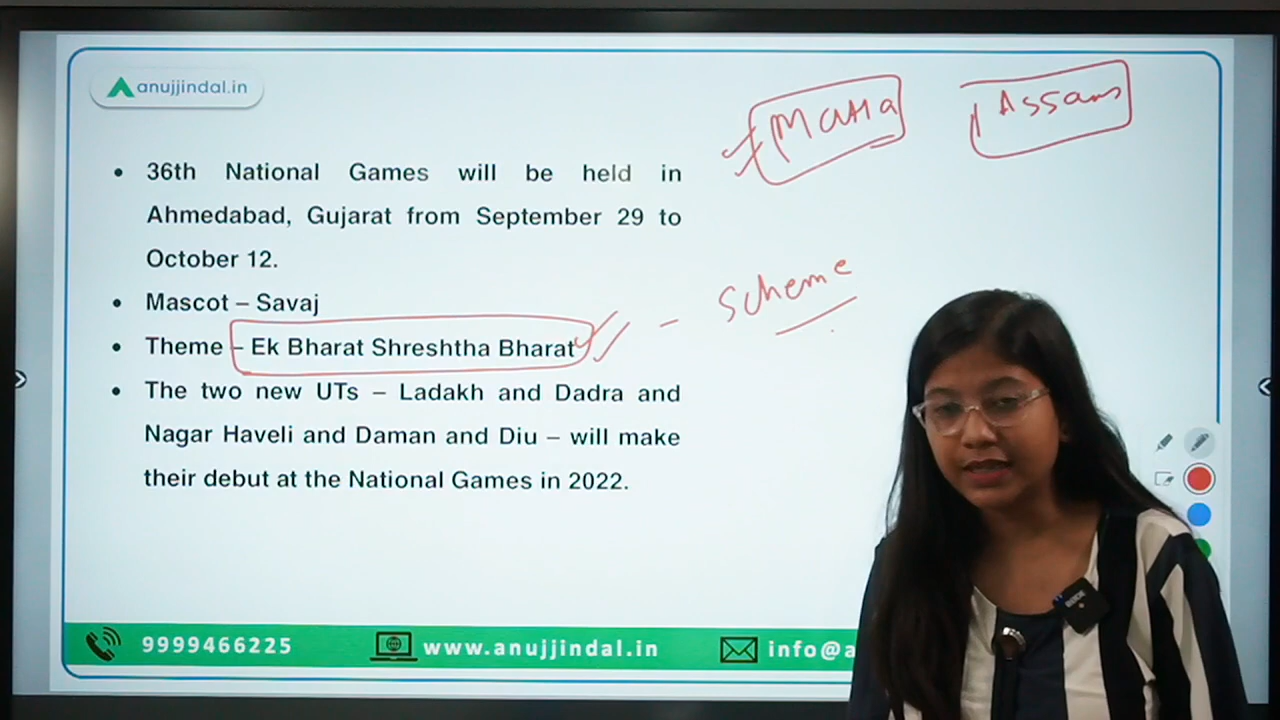 anujjindal.in
Maha
Assam
36th National Games will be held in
Ahmedabad, Gujarat from September 29 to
October 12.
Scheme
Mascot – Savaj
Theme – Ek Bharat Shreshtha Bharat
The two new UTs – Ladakh and Dadra and
Nagar Haveli and Daman and Diu – will make
their debut at the National Games in 2022.
9999466225
www.anujjindal.in
info@a